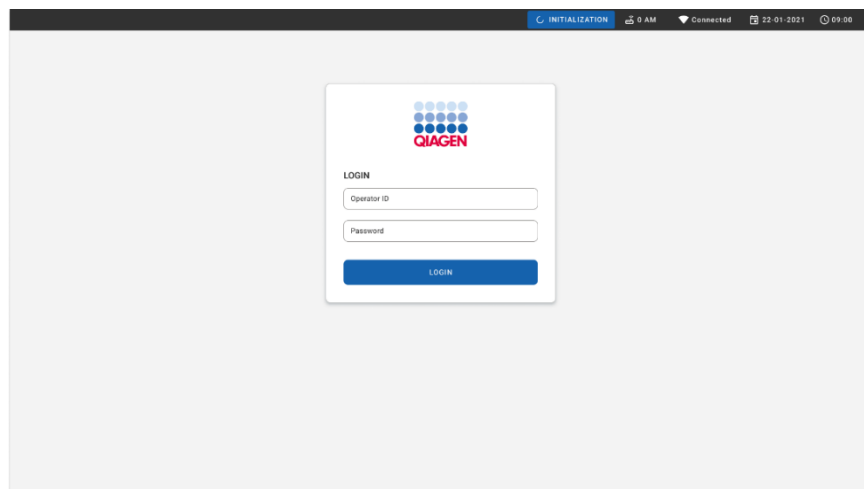 INITIALIZATION 0 AM Connected 22-01-2021 09:00
QIAGEN
LOGIN
Operator ID
Password
LOGIN